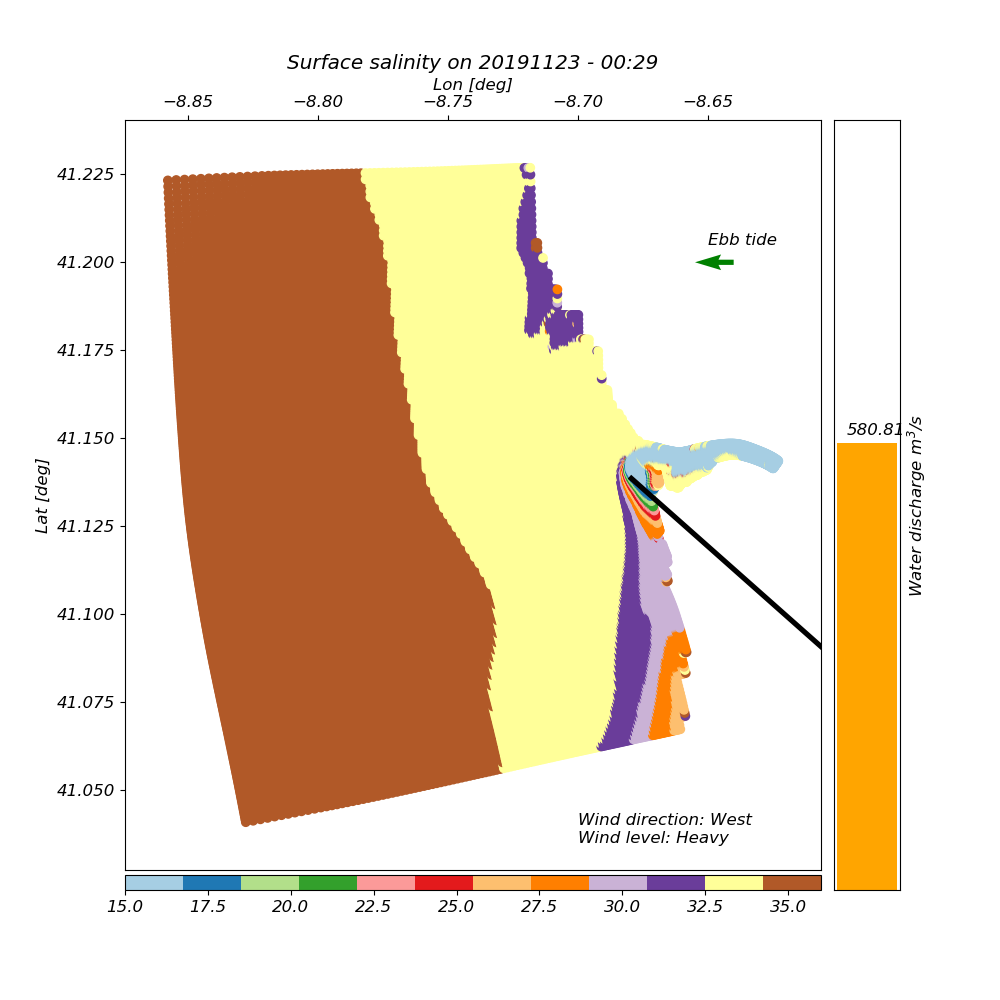 Surface salinity on 20191123 - 00:29
Lon [deg]
−8.85 −8.80 −8.75 −8.70 −8.65
41.225
Ebb tide
41.200
41.175
41.150
580.81
Water discharge m³/s
41.125
Lat [deg]
41.100
41.075
41.050
Wind direction: West
Wind level: Heavy
15.0 17.5 20.0 22.5 25.0 27.5 30.0 32.5 35.0